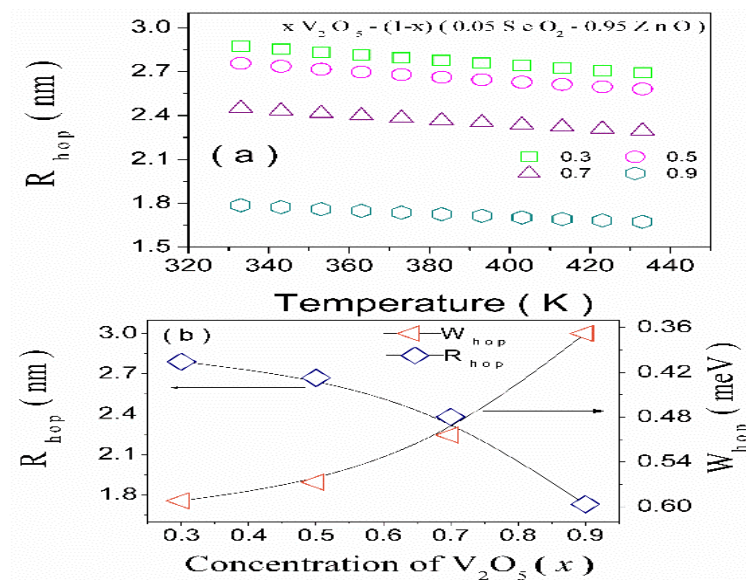 x V₂O₅ - (1-x) (0.05 SeO₂ - 0.95 ZnO)
3.0
2.7
2.4
2.1
1.8
1.5
R hop (nm)
(a)
0.3 0.5
0.7 0.9
320 340 360 380 400 420 440
Temperature (K)
(b)
W hop
R hop
3.0
2.7
2.4
2.1
1.8
R hop (nm)
0.36
0.42
0.48
0.54
0.60
W hop (meV)
0.3 0.4 0.5 0.6 0.7 0.8 0.9
Concentration of V₂O₅ (x)